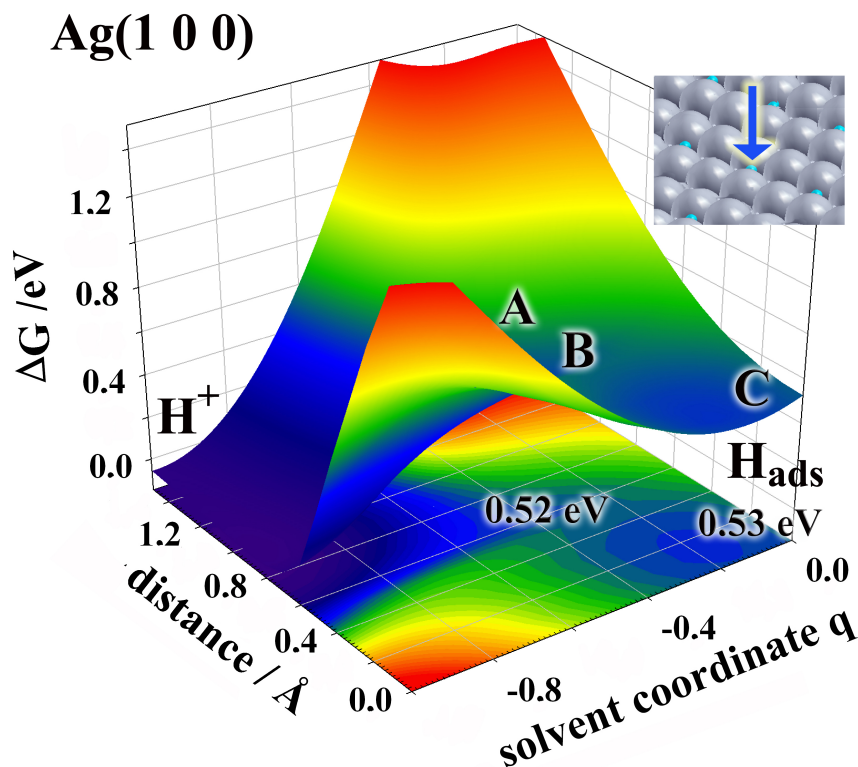 Ag(1 0 0)
ΔG /eV
1.2
0.8
0.4
0.0
H⁺
A
B
C
H_ads
0.52 eV
0.53 eV
1.2
0.8
0.4
0.0
distance / Å
-0.8
-0.4
0.0
solvent coordinate q